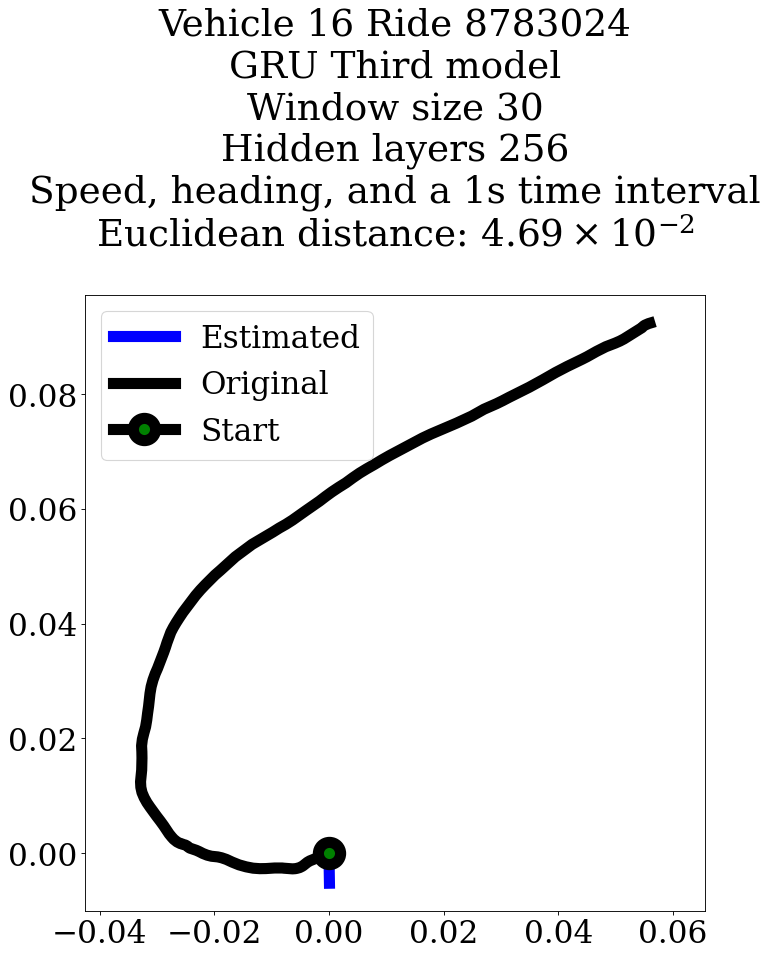 Vehicle 16 Ride 8783024
GRU Third model
Window size 30
Hidden layers 256
Speed, heading, and a 1s time interval
Euclidean distance: 4.69 × 10⁻²
Estimated
Original
Start
0.08
0.06
0.04
0.02
0.00
−0.04 −0.02 0.00 0.02 0.04 0.06